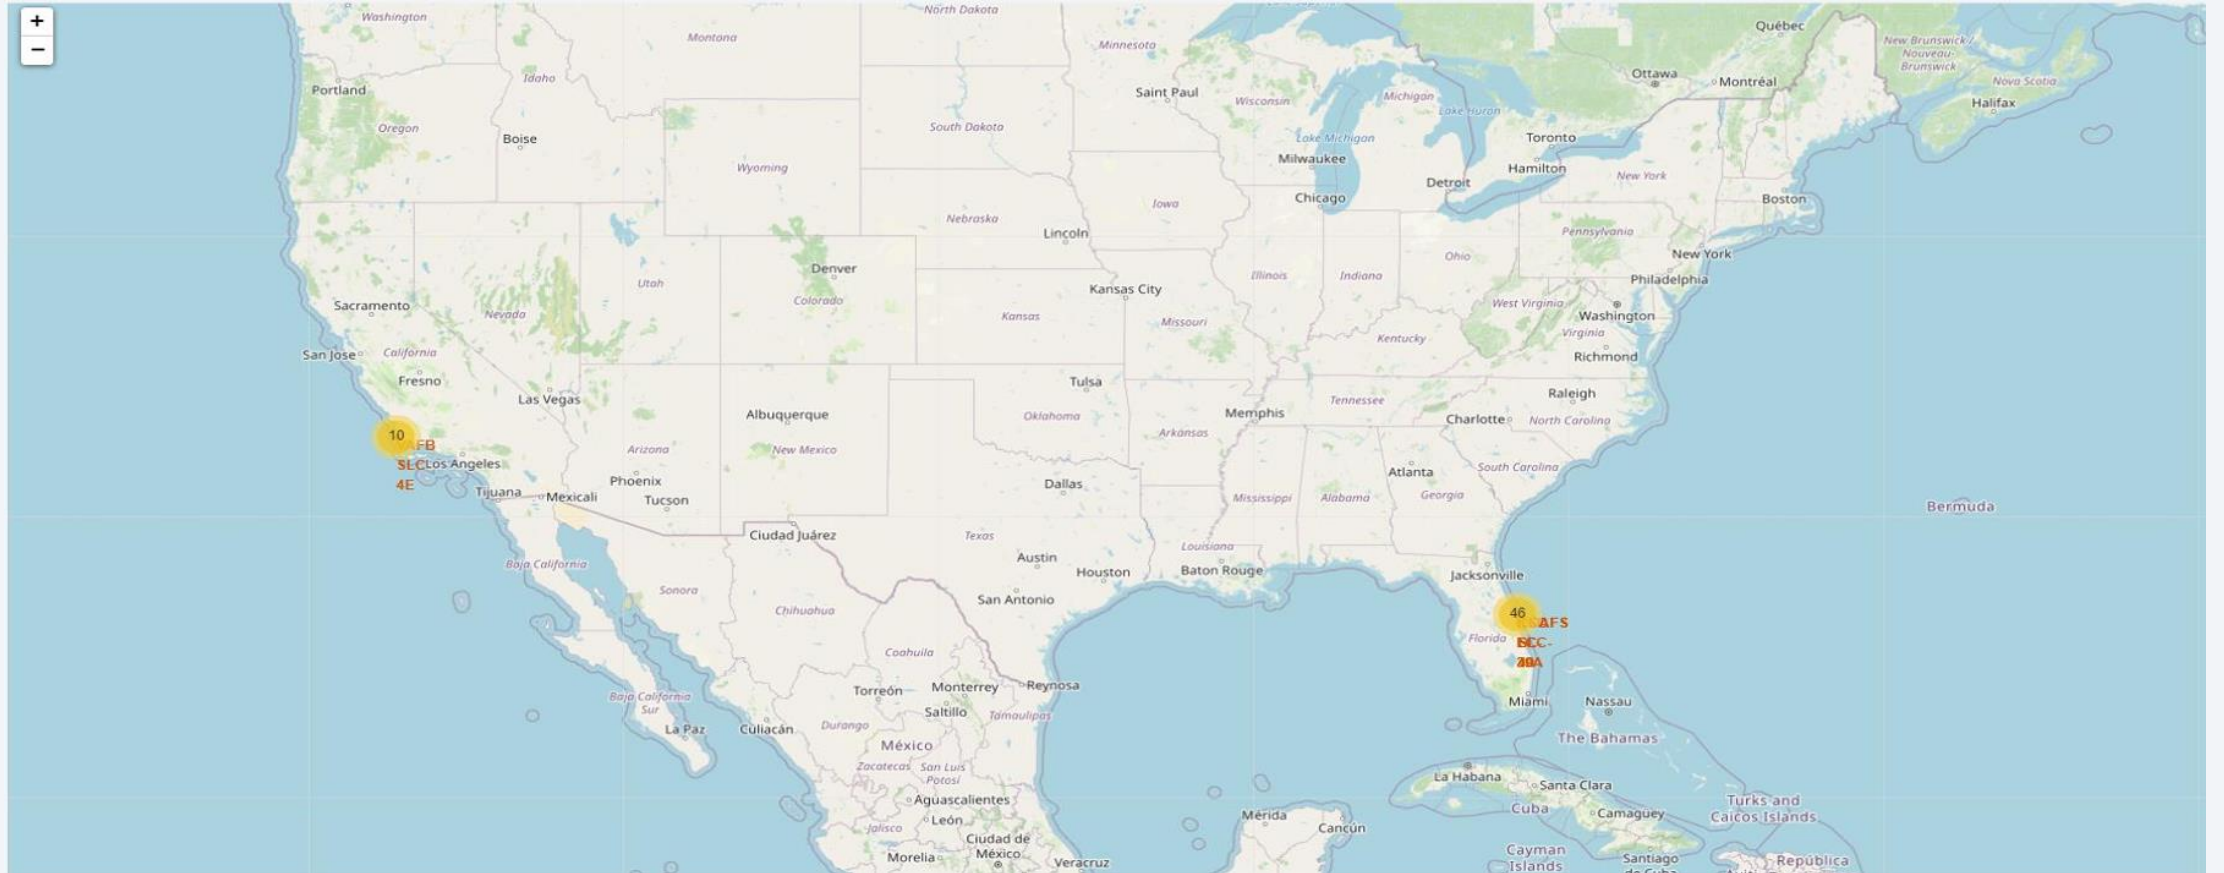 +
−
Washington
North Dakota
Montana
Minnesota
Québec
New Brunswick /
Nouveau-
Brunswick
Nova Scotia
Halifax
Ottawa
Montréal
Portland
Idaho
Saint Paul
Wisconsin
Michigan
Lake Huron
Oregon
Boise
South Dakota
Lake Michigan
Toronto
Milwaukee
Hamilton
Wyoming
Detroit
New York
Chicago
Iowa
Boston
Nebraska
Lincoln
Pennsylvania
New York
Ohio
Denver
Illinois
Indiana
Philadelphia
Utah
Kansas City
Colorado
Sacramento
Nevada
Kansas
Missouri
West Virginia
Washington
Virginia
Kentucky
San Jose
California
Richmond
Fresno
Tulsa
Las Vegas
Raleigh
Tennessee
Albuquerque
Oklahoma
Memphis
Charlotte
North Carolina
10
AFB
SLC
4E
Los Angeles
Arizona
New Mexico
Arkansas
Atlanta
South Carolina
Phoenix
Tucson
Dallas
Tijuana
Mexicali
Mississippi
Alabama
Georgia
Bermuda
Ciudad Juárez
Texas
Louisiana
Baja California
Austin
Houston
Baton Rouge
Jacksonville
Sonora
San Antonio
Chihuahua
46
AFS
Florida
Coahuila
Torreón
Monterrey
Reynosa
Baja California
Sur
Saltillo
Tamaulipas
Miami
Nassau
La Paz
Culiacán
Durango
México
The Bahamas
Zacatecas
San Luis
Potosí
La Habana
Santa Clara
Aguascalientes
Cuba
Camagüey
Turks and
Caicos Islands
León
Mérida
Cancún
Jalisco
Ciudad de
México
Morelia
Veracruz
Cayman
Islands
Santiago
República